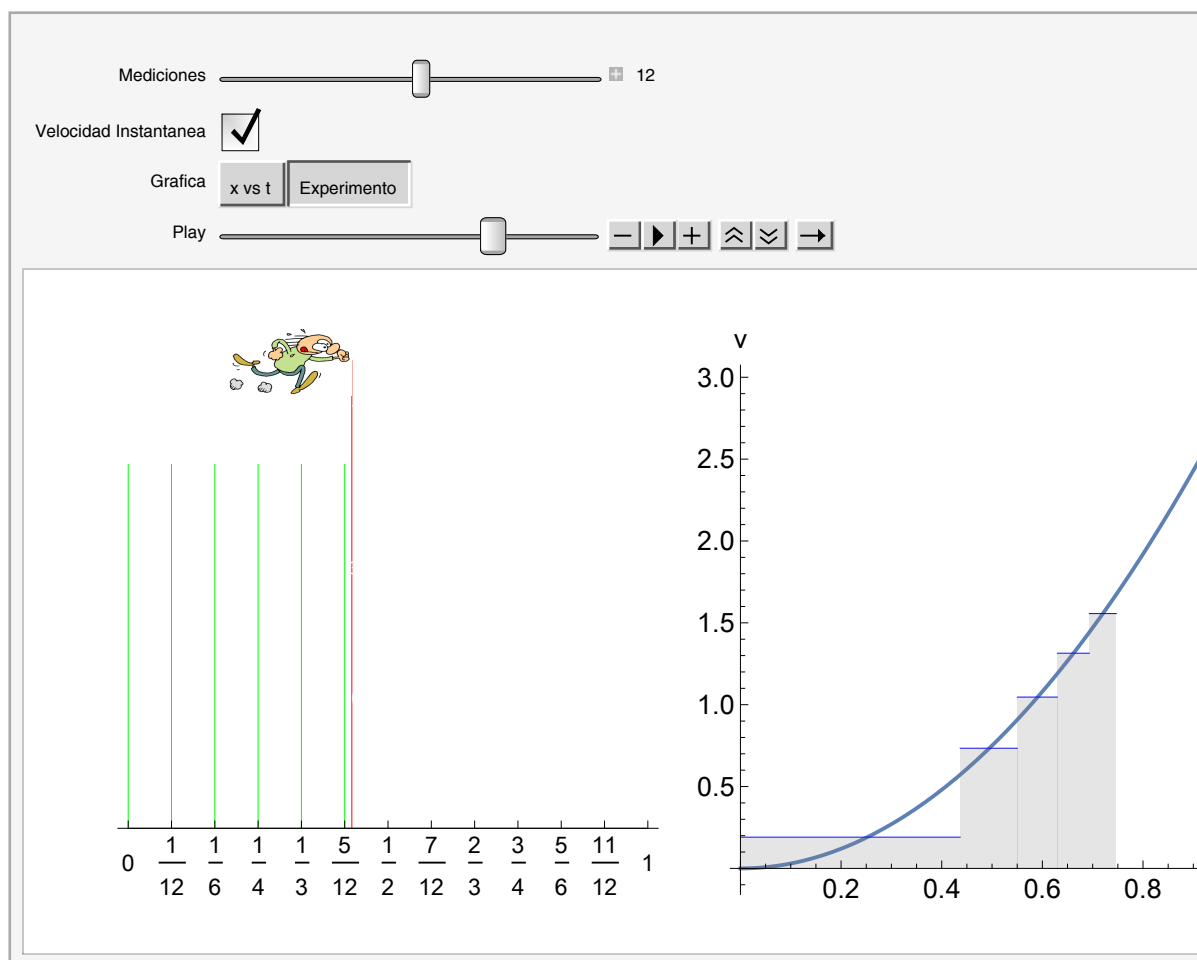 Mediciones 12
Velocidad Instantanea
Grafica x vs t Experimento
Play
v
3.0
2.5
2.0
1.5
1.0
0.5
0.2 0.4 0.6 0.8
0 1/12 1/6 1/4 1/3 5/12 1/2 7/12 2/3 3/4 5/6 11/12 1